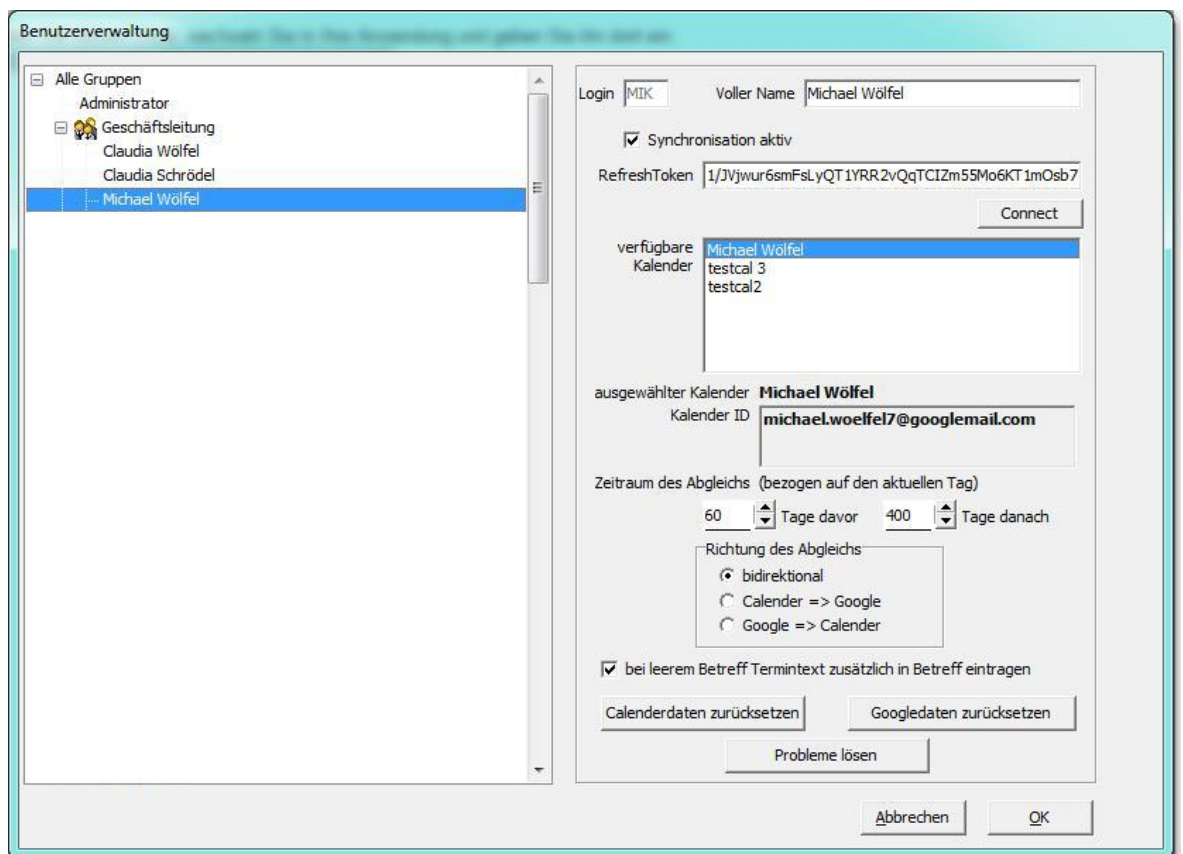 Benutzerverwaltung
Alle Gruppen
Administrator
Geschäftsleitung
Claudia Wölfel
Claudia Schrödel
Michael Wölfel
Login MIK Voller Name Michael Wölfel
Synchronisation aktiv
RefreshToken 1/JVjwur6smFsLyQT1YRR2vQqTCIZm55Mo6KT1mOsb7
Connect
verfügbare Kalender
Michael Wölfel
testcal 3
testcal2
ausgewählter Kalender Michael Wölfel
Kalender ID michael.woelfel7@googlemail.com
Zeitraum des Abgleichs (bezogen auf den aktuellen Tag)
60 Tage davor 400 Tage danach
Richtung des Abgleichs
bidirektional
Calender => Google
Google => Calender
bei leerem Betreff Termintext zusätzlich in Betreff eintragen
Calenderdaten zurücksetzen Googledaten zurücksetzen
Probleme lösen
Abbrechen OK